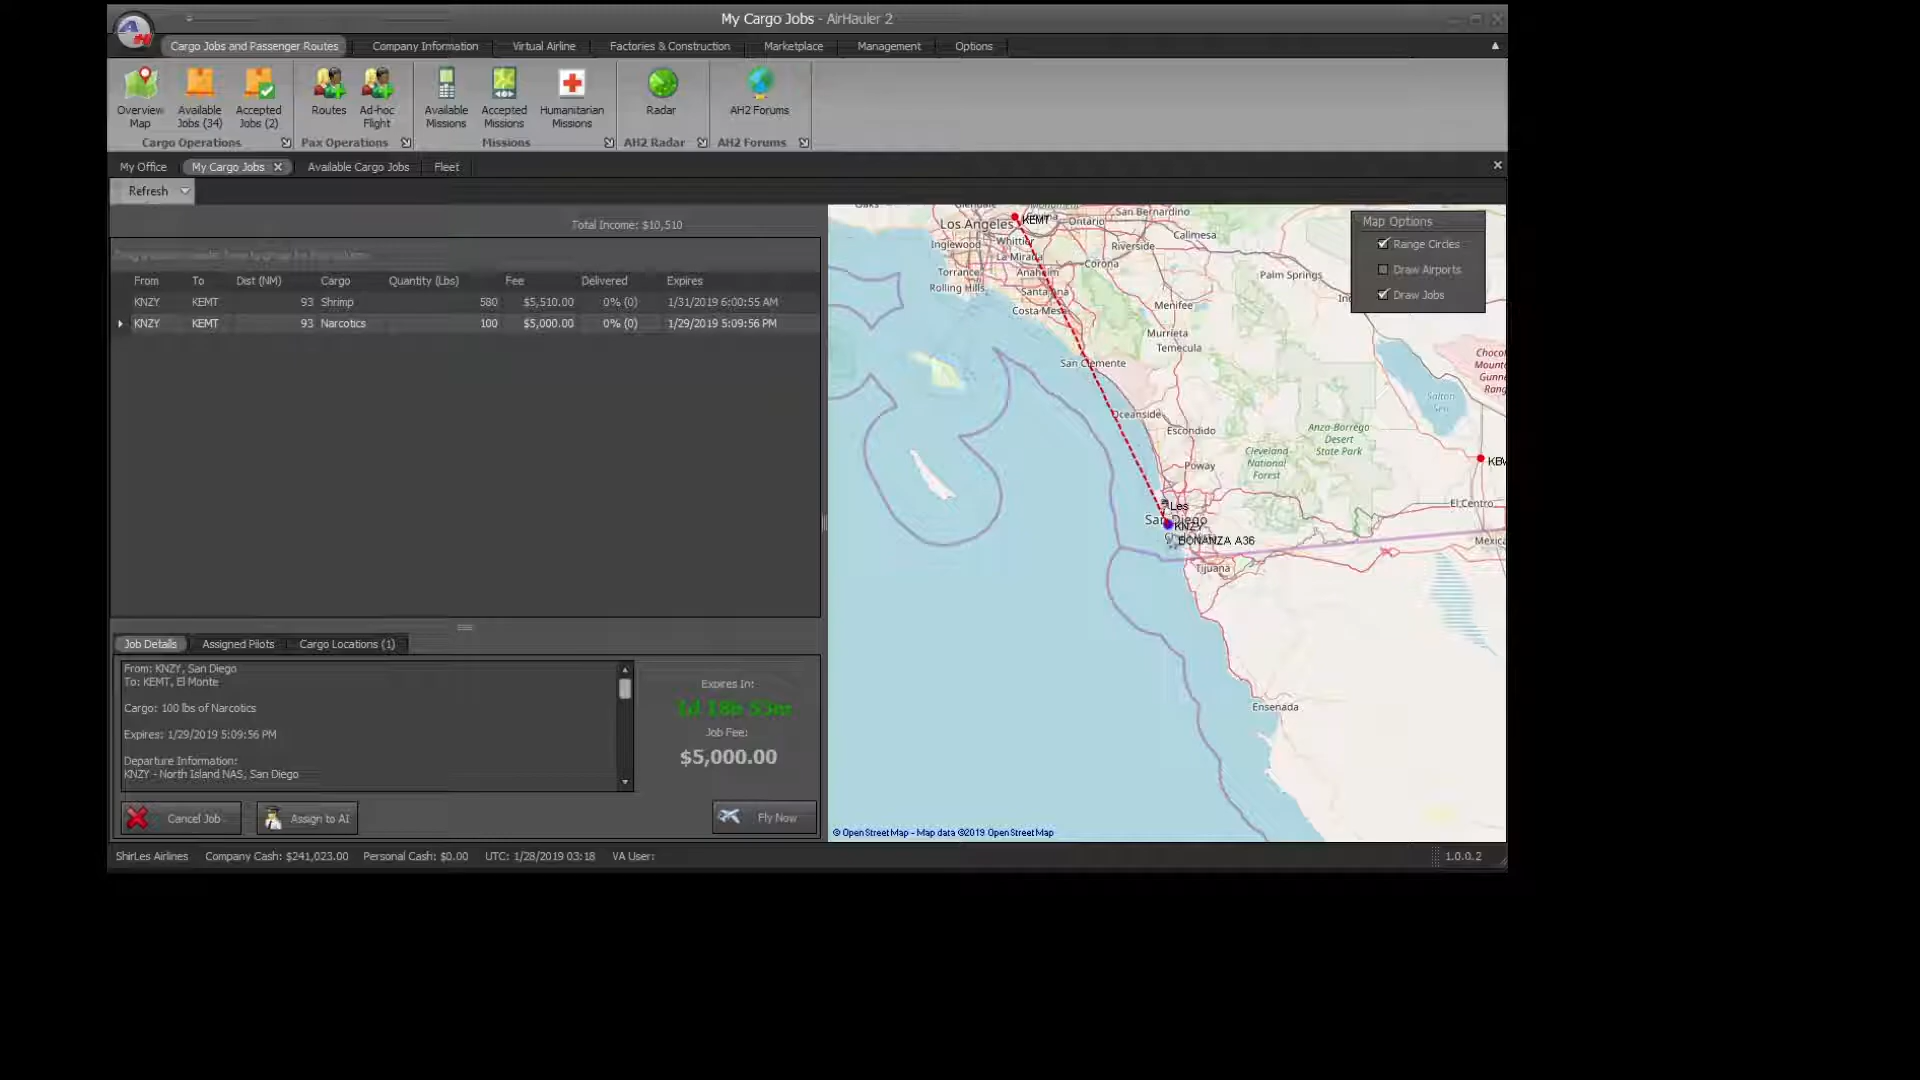 My Cargo Jobs - AirHauler 2
Cargo Jobs and Passenger Routes Company Information Virtual Airline Factories & Construction Marketplace Management Options
Overview Map Available Jobs (34) Accepted Jobs (2) Routes Ad-hoc Flight Available Missions Accepted Missions Humanitarian Missions Radar AH2 Forums
Cargo Operations Pax Operations Missions AH2 Radar AH2 Forums
My Office My Cargo Jobs Available Cargo Jobs Fleet
Refresh
Total Income: $10,510
From To Dist (NM) Cargo Quantity (Lbs) Fee Delivered Expires
KNZY KEMT 93 Shrimp 580 $5,510.00 0% (0) 1/31/2019 6:00:55 AM
KNZY KEMT 93 Narcotics 100 $5,000.00 0% (0) 1/29/2019 5:09:56 PM
Job Details Assigned Pilots Cargo Locations (1)
From: KNZY, San Diego
To: KEMT, El Monte
Cargo: 100 lbs of Narcotics
Expires: 1/29/2019 5:09:56 PM
Departure Information:
KNZY - North Island NAS, San Diego
Expires In:
Job Fee:
$5,000.00
Cancel Job Assign to AI Fly Now
Map Options
Range Circles
Draw Airports
Draw Jobs
San Bernardino
Los Angeles
KEMT
Ontario
Calimesa
Inglewood
Whittier
Riverside
La Mirada
Corona
Torrance
Anaheim
Palm Springs
Rolling Hills
Santa Ana
Costa Mesa
Menifee
Murrieta
Temecula
San Clemente
Salton Sea
Oceanside
Escondido
Anza-Borrego Desert State Park
Cleveland National Forest
Poway
El Centro
Les
San Diego
KNZY
BONANZA A36
Tijuana
Ensenada
© OpenStreetMap - Map data ©2019 OpenStreetMap
ShirLes Airlines Company Cash: $241,023.00 Personal Cash: $0.00 UTC: 1/28/2019 03:18 VA User: 1.0.0.2